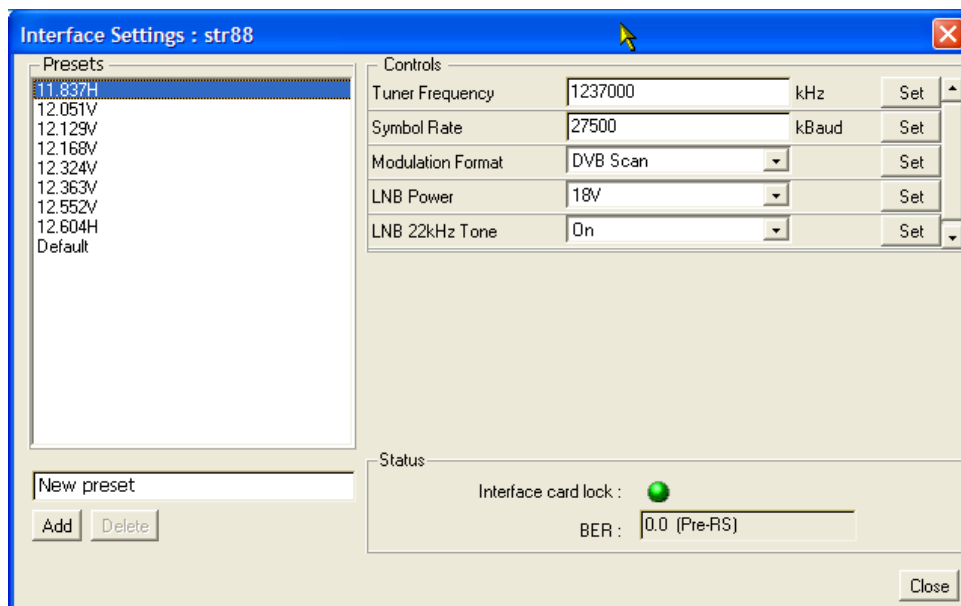 Interface Settings : str88
Presets
11.837H
12.051V
12.129V
12.168V
12.324V
12.363V
12.552V
12.604H
Default
New preset
Add Delete
Controls
Tuner Frequency 1237000 kHz Set
Symbol Rate 27500 kBaud Set
Modulation Format DVB Scan Set
LNB Power 18V Set
LNB 22kHz Tone On Set
Status
Interface card lock :
BER : 0.0 (Pre-RS)
Close